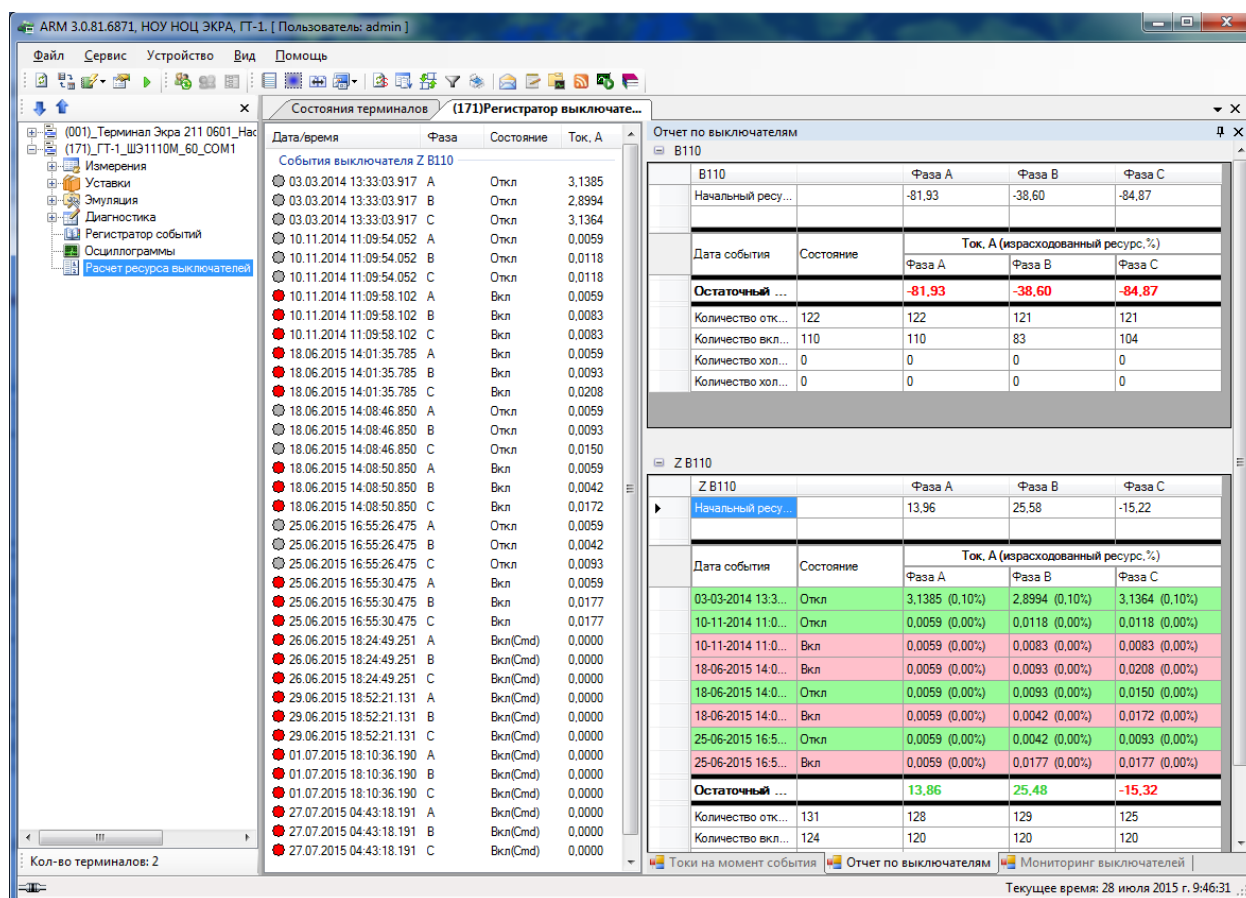 ARM 3.0.81.6871, НОУ НОЦ ЭКРА, ГТ-1. [ Пользователь: admin ]
Файл Сервис Устройство Вид Помощь
Состояния терминалов (171)Регистратор выключате...
(001)_Терминал Экра 211 0601_Нас
(171)_ГТ-1_ШЭ1110М_60_COM1
Измерения
Уставки
Эмуляция
Диагностика
Регистратор событий
Осциллограммы
Расчет ресурса выключателей
Кол-во терминалов: 2
Дата/время Фаза Состояние Ток, А
События выключателя Z В110
03.03.2014 13:33:03.917 A Откл 3,1385
03.03.2014 13:33:03.917 B Откл 2,8994
03.03.2014 13:33:03.917 C Откл 3,1364
10.11.2014 11:09:54.052 A Откл 0,0059
10.11.2014 11:09:54.052 B Откл 0,0118
10.11.2014 11:09:54.052 C Откл 0,0118
10.11.2014 11:09:58.102 A Вкл 0,0059
10.11.2014 11:09:58.102 B Вкл 0,0083
10.11.2014 11:09:58.102 C Вкл 0,0083
18.06.2015 14:01:35.785 A Вкл 0,0059
18.06.2015 14:01:35.785 B Вкл 0,0093
18.06.2015 14:01:35.785 C Вкл 0,0208
18.06.2015 14:08:46.850 A Откл 0,0059
18.06.2015 14:08:46.850 B Откл 0,0093
18.06.2015 14:08:46.850 C Откл 0,0150
18.06.2015 14:08:50.850 A Вкл 0,0059
18.06.2015 14:08:50.850 B Вкл 0,0042
18.06.2015 14:08:50.850 C Вкл 0,0172
25.06.2015 16:55:26.475 A Откл 0,0059
25.06.2015 16:55:26.475 B Откл 0,0042
25.06.2015 16:55:26.475 C Откл 0,0093
25.06.2015 16:55:30.475 A Вкл 0,0059
25.06.2015 16:55:30.475 B Вкл 0,0177
25.06.2015 16:55:30.475 C Вкл 0,0177
26.06.2015 18:24:49.251 A Вкл(Cmd) 0,0000
26.06.2015 18:24:49.251 B Вкл(Cmd) 0,0000
26.06.2015 18:24:49.251 C Вкл(Cmd) 0,0000
29.06.2015 18:52:21.131 A Вкл(Cmd) 0,0000
29.06.2015 18:52:21.131 B Вкл(Cmd) 0,0000
29.06.2015 18:52:21.131 C Вкл(Cmd) 0,0000
01.07.2015 18:10:36.190 A Вкл(Cmd) 0,0000
01.07.2015 18:10:36.190 B Вкл(Cmd) 0,0000
01.07.2015 18:10:36.190 C Вкл(Cmd) 0,0000
27.07.2015 04:43:18.191 A Вкл(Cmd) 0,0000
27.07.2015 04:43:18.191 B Вкл(Cmd) 0,0000
27.07.2015 04:43:18.191 C Вкл(Cmd) 0,0000
Отчет по выключателям
В110
В110 Фаза A Фаза B Фаза C
Начальный ресу... -81,93 -38,60 -84,87
Ток, А (израсходованный ресурс,%)
Дата события Состояние
Фаза A Фаза B Фаза C
Остаточный ... -81,93 -38,60 -84,87
Количество отк... 122 122 121 121
Количество вкл... 110 110 83 104
Количество хол... 0 0 0 0
Количество хол... 0 0 0 0
Z В110
Z В110 Фаза A Фаза B Фаза C
Начальный ресу... 13,96 25,58 -15,22
Ток, А (израсходованный ресурс,%)
Дата события Состояние
Фаза A Фаза B Фаза C
03-03-2014 13:3... Откл 3,1385 (0,10%) 2,8994 (0,10%) 3,1364 (0,10%)
10-11-2014 11:0... Откл 0,0059 (0,00%) 0,0118 (0,00%) 0,0118 (0,00%)
10-11-2014 11:0... Вкл 0,0059 (0,00%) 0,0083 (0,00%) 0,0083 (0,00%)
18-06-2015 14:0... Вкл 0,0059 (0,00%) 0,0093 (0,00%) 0,0208 (0,00%)
18-06-2015 14:0... Откл 0,0059 (0,00%) 0,0093 (0,00%) 0,0150 (0,00%)
18-06-2015 14:0... Вкл 0,0059 (0,00%) 0,0042 (0,00%) 0,0172 (0,00%)
25-06-2015 16:5... Откл 0,0059 (0,00%) 0,0042 (0,00%) 0,0093 (0,00%)
25-06-2015 16:5... Вкл 0,0059 (0,00%) 0,0177 (0,00%) 0,0177 (0,00%)
Остаточный ... 13,86 25,48 -15,32
Количество отк... 131 128 129 125
Количество вкл... 124 120 120 120
Токи на момент события Отчет по выключателям Мониторинг выключателей
Текущее время: 28 июля 2015 г. 9:46:31